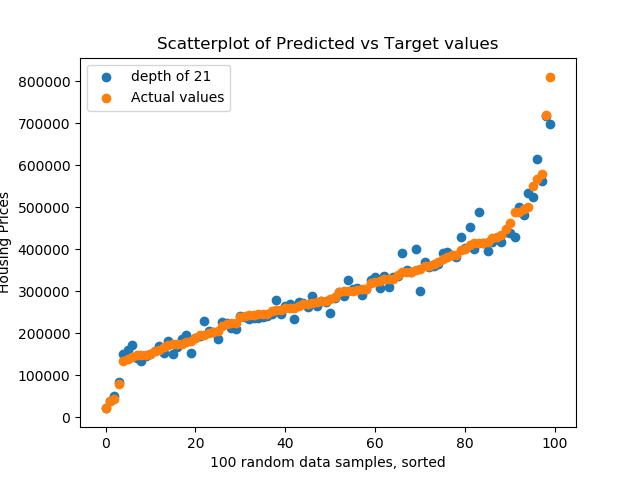 Scatterplot of Predicted vs Target values
depth of 21
Actual values
800000
700000
600000
500000
400000
300000
200000
100000
0
Housing Prices
0 20 40 60 80 100
100 random data samples, sorted